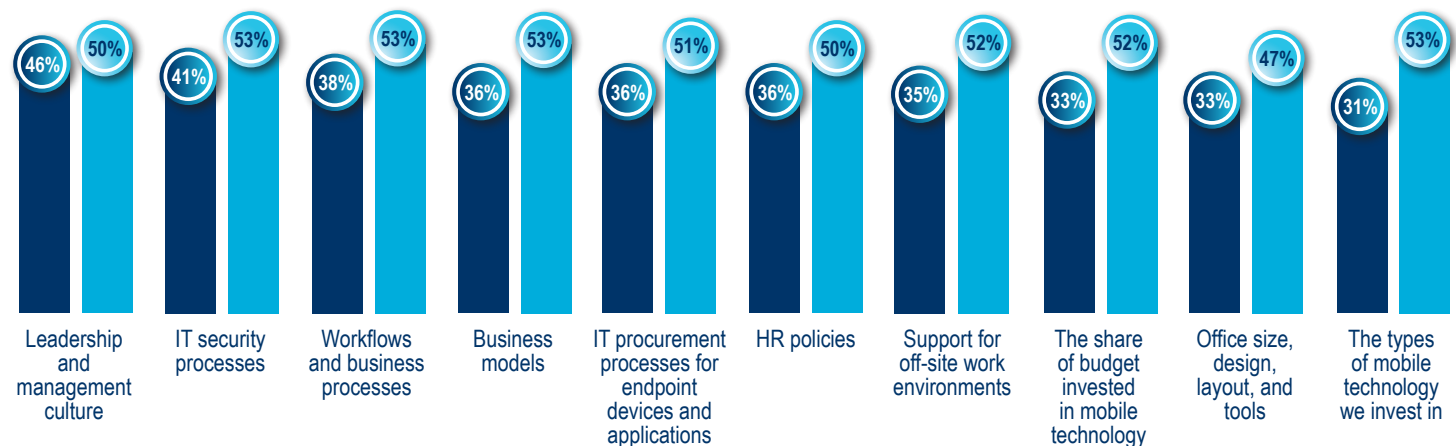 46%
50%
41%
53%
38%
53%
36%
53%
36%
51%
36%
50%
35%
52%
33%
52%
33%
47%
31%
53%
Leadership
and
management
culture
IT security
processes
Workflows
and business
processes
Business
models
IT procurement
processes for
endpoint
devices and
applications
HR policies
Support for
off-site work
environments
The share
of budget
invested
in mobile
technology
Office size,
design,
layout, and
tools
The types
of mobile
technology
we invest in